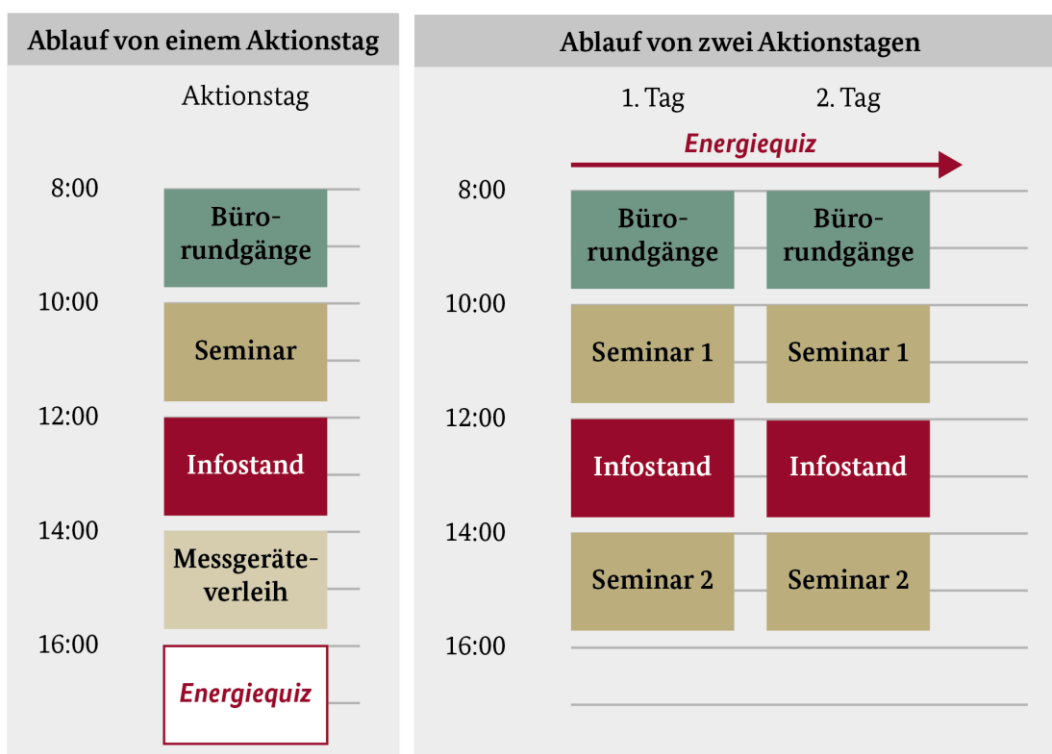 Ablauf von einem Aktionstag
Aktionstag
8:00
Büro-
rundgänge
10:00
Seminar
12:00
Infostand
14:00
Messgeräte-
verleih
16:00
Energiequiz
Ablauf von zwei Aktionstagen
1. Tag
2. Tag
Energiequiz
8:00
Büro-
rundgänge
Büro-
rundgänge
10:00
Seminar 1
Seminar 1
12:00
Infostand
Infostand
14:00
Seminar 2
Seminar 2
16:00